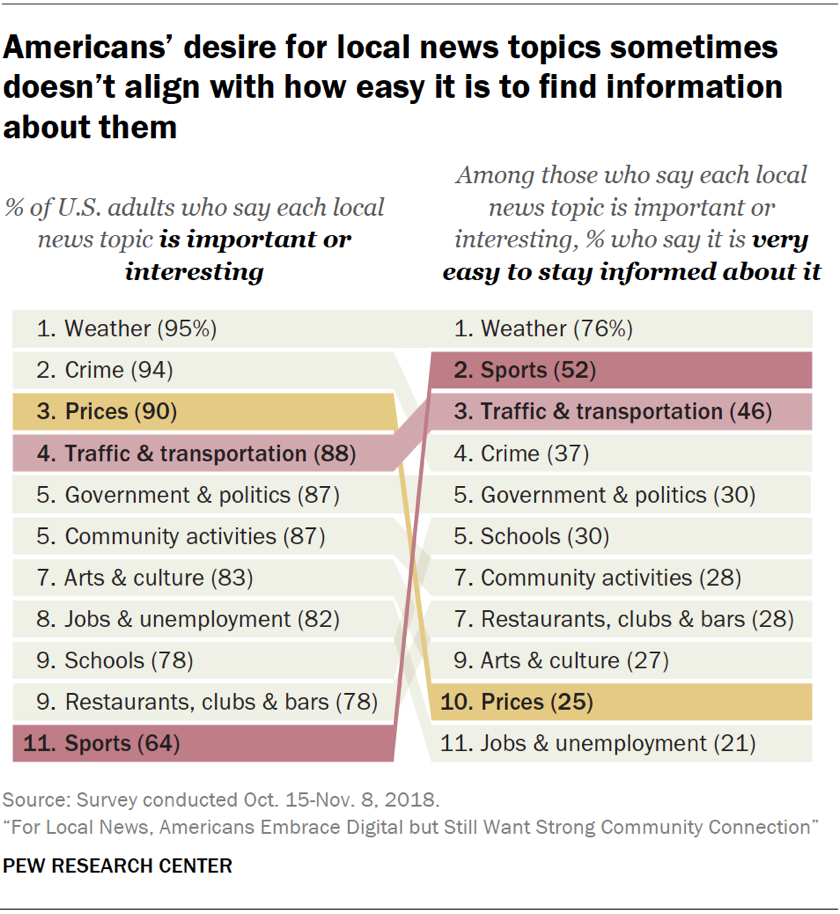 Americans’ desire for local news topics sometimes
doesn’t align with how easy it is to find information
about them
% of U.S. adults who say each local
news topic is important or
interesting
Among those who say each local
news topic is important or
interesting, % who say it is very
easy to stay informed about it
1. Weather (95%)
2. Crime (94)
3. Prices (90)
4. Traffic & transportation (88)
5. Government & politics (87)
5. Community activities (87)
7. Arts & culture (83)
8. Jobs & unemployment (82)
9. Schools (78)
9. Restaurants, clubs & bars (78)
11. Sports (64)
1. Weather (76%)
2. Sports (52)
3. Traffic & transportation (46)
4. Crime (37)
5. Government & politics (30)
5. Schools (30)
7. Community activities (28)
7. Restaurants, clubs & bars (28)
9. Arts & culture (27)
10. Prices (25)
11. Jobs & unemployment (21)
Source: Survey conducted Oct. 15-Nov. 8, 2018.
“For Local News, Americans Embrace Digital but Still Want Strong Community Connection”
PEW RESEARCH CENTER